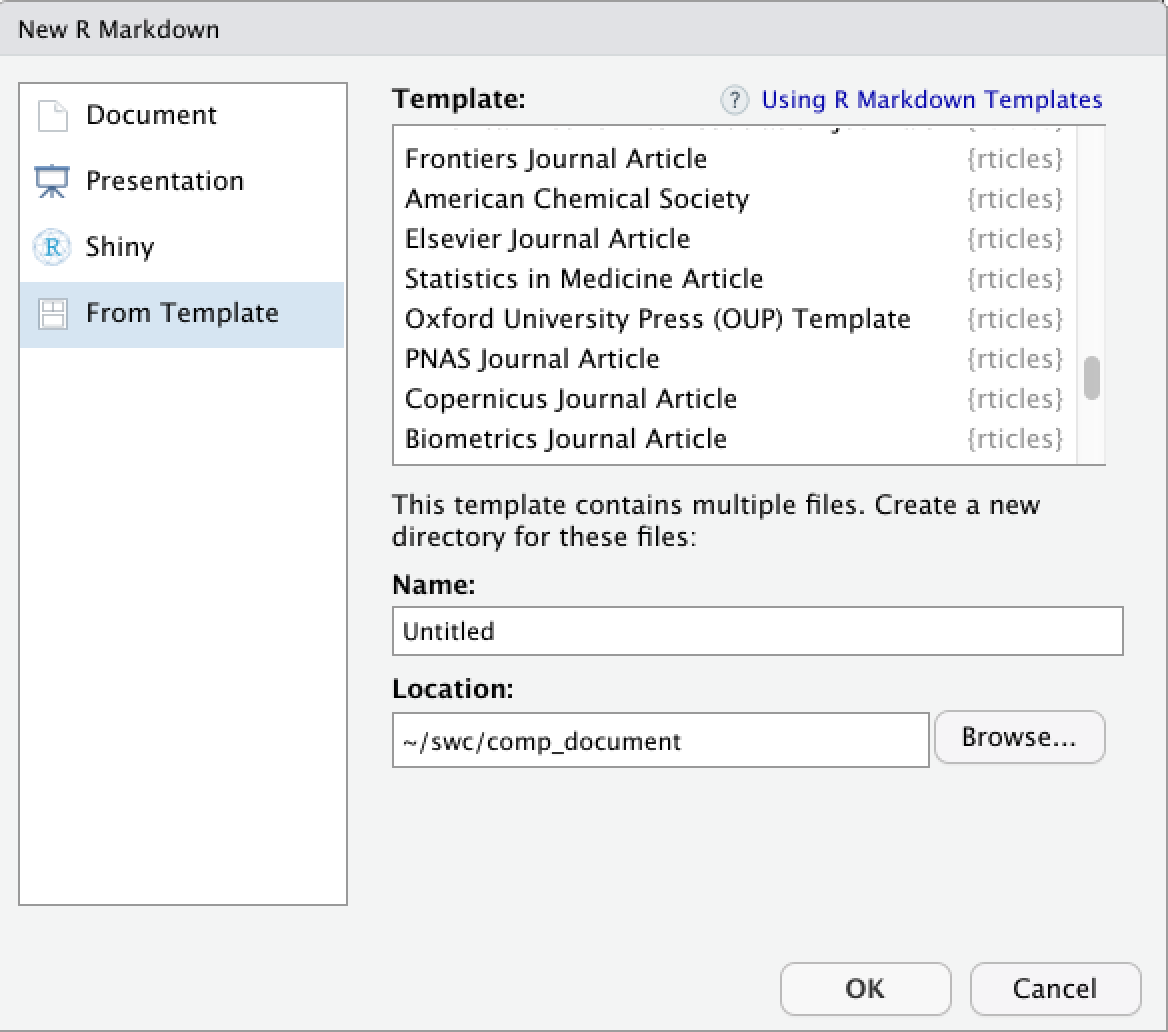 New R Markdown
Document
Presentation
Shiny
From Template
Template:
? Using R Markdown Templates
Frontiers Journal Article {rticles}
American Chemical Society {rticles}
Elsevier Journal Article {rticles}
Statistics in Medicine Article {rticles}
Oxford University Press (OUP) Template {rticles}
PNAS Journal Article {rticles}
Copernicus Journal Article {rticles}
Biometrics Journal Article {rticles}
This template contains multiple files. Create a new
directory for these files:
Name:
Untitled
Location:
~/swc/comp_document
Browse...
OK
Cancel